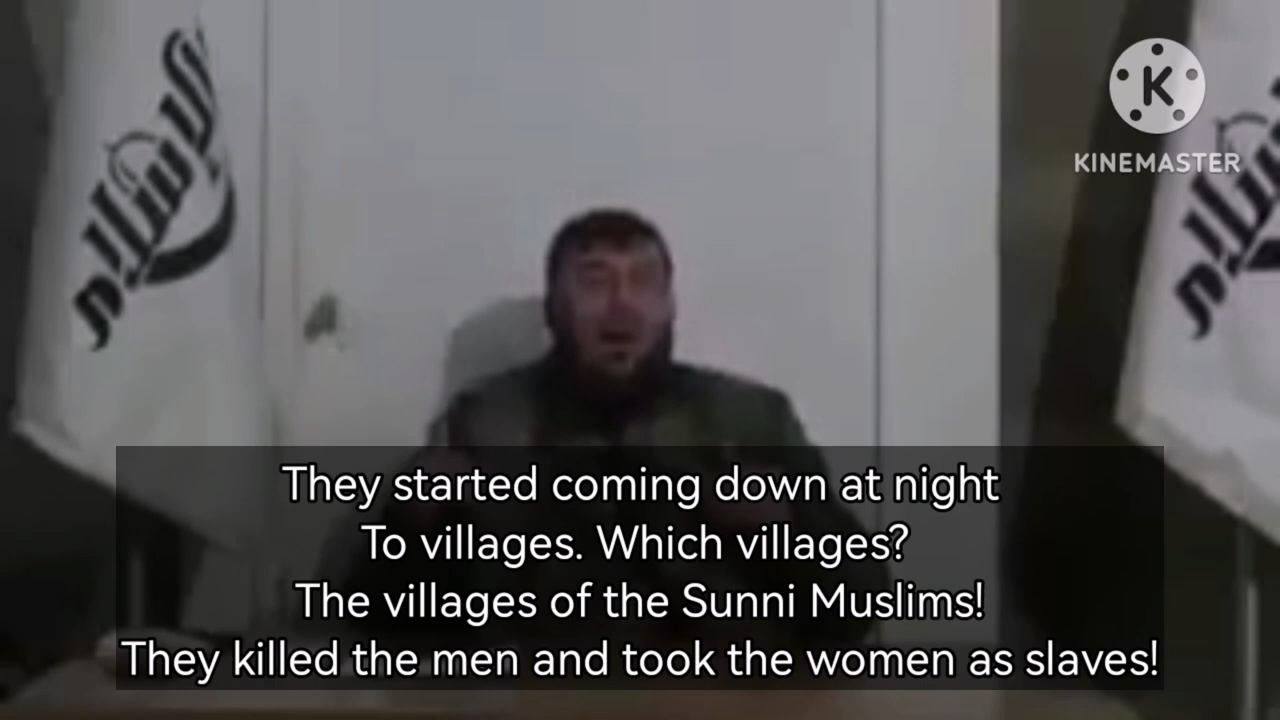 الإسلام
K
KINEMASTER
They started coming down at night
To villages. Which villages?
The villages of the Sunni Muslims!
They killed the men and took the women as slaves!